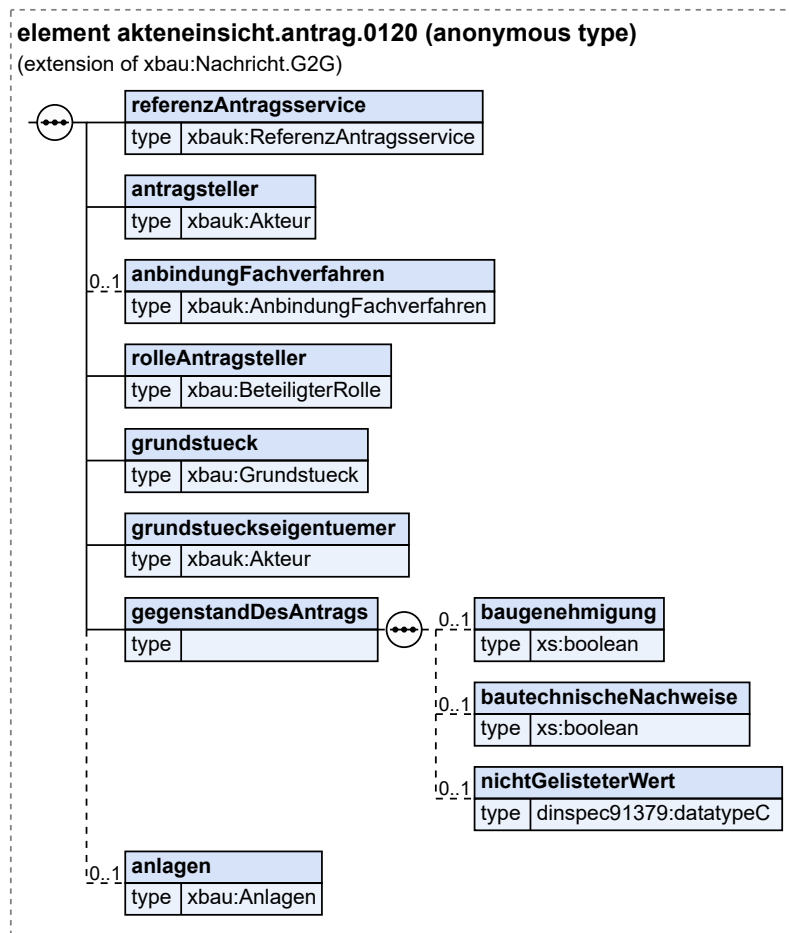 element akteneinsicht.antrag.0120 (anonymous type)
(extension of xbau:Nachricht.G2G)
referenzAntragsservice
type xbauk:ReferenzAntragsservice
antragsteller
type xbauk:Akteur
0..1 anbindungFachverfahren
type xbauk:AnbindungFachverfahren
rolleAntragsteller
type xbau:BeteiligterRolle
grundstueck
type xbau:Grundstueck
grundstueckseigentuemer
type xbauk:Akteur
gegenstandDesAntrags
type
0..1 baugenehmigung
type xs:boolean
0..1 bautechnischeNachweise
type xs:boolean
0..1 nichtGelisteterWert
type dinspec91379:datatypeC
0..1 anlagen
type xbau:Anlagen